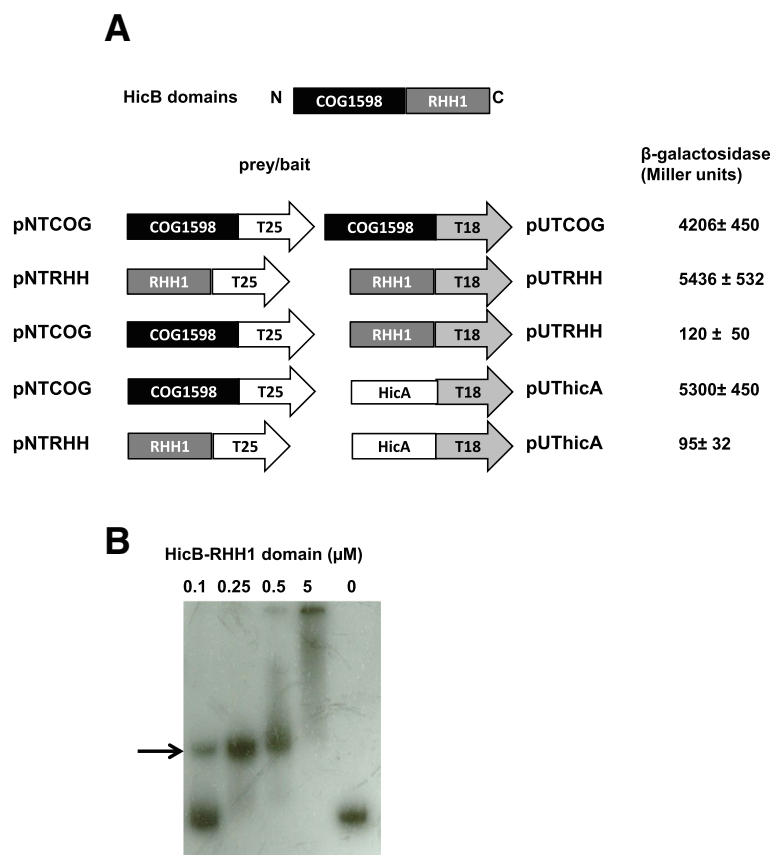 A
HicB domains N COG1598 RHH1 C
prey/bait
β-galactosidase
(Miller units)
pNTCOG COG1598 T25 COG1598 T18 pUTCOG 4206± 450
pNTRHH RHH1 T25 RHH1 T18 pUTRHH 5436 ± 532
pNTCOG COG1598 T25 RHH1 T18 pUTRHH 120 ± 50
pNTCOG COG1598 T25 HicA T18 pUThicA 5300± 450
pNTRHH RHH1 T25 HicA T18 pUThicA 95± 32
B
HicB-RHH1 domain (µM)
0.1 0.25 0.5 5 0